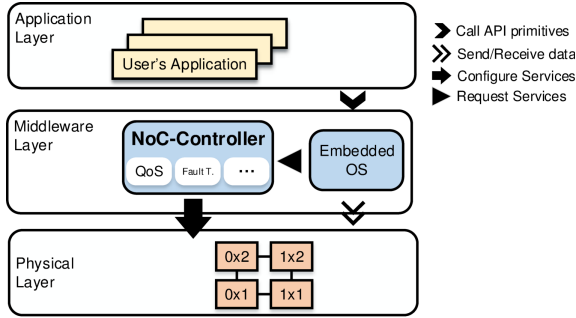 Application
Layer
User's Application
Call API primitives
Send/Receive data
Configure Services
Request Services
Middleware
Layer
NoC-Controller
QoS
Fault T.
...
Embedded
OS
Physical
Layer
0x2
1x2
0x1
1x1